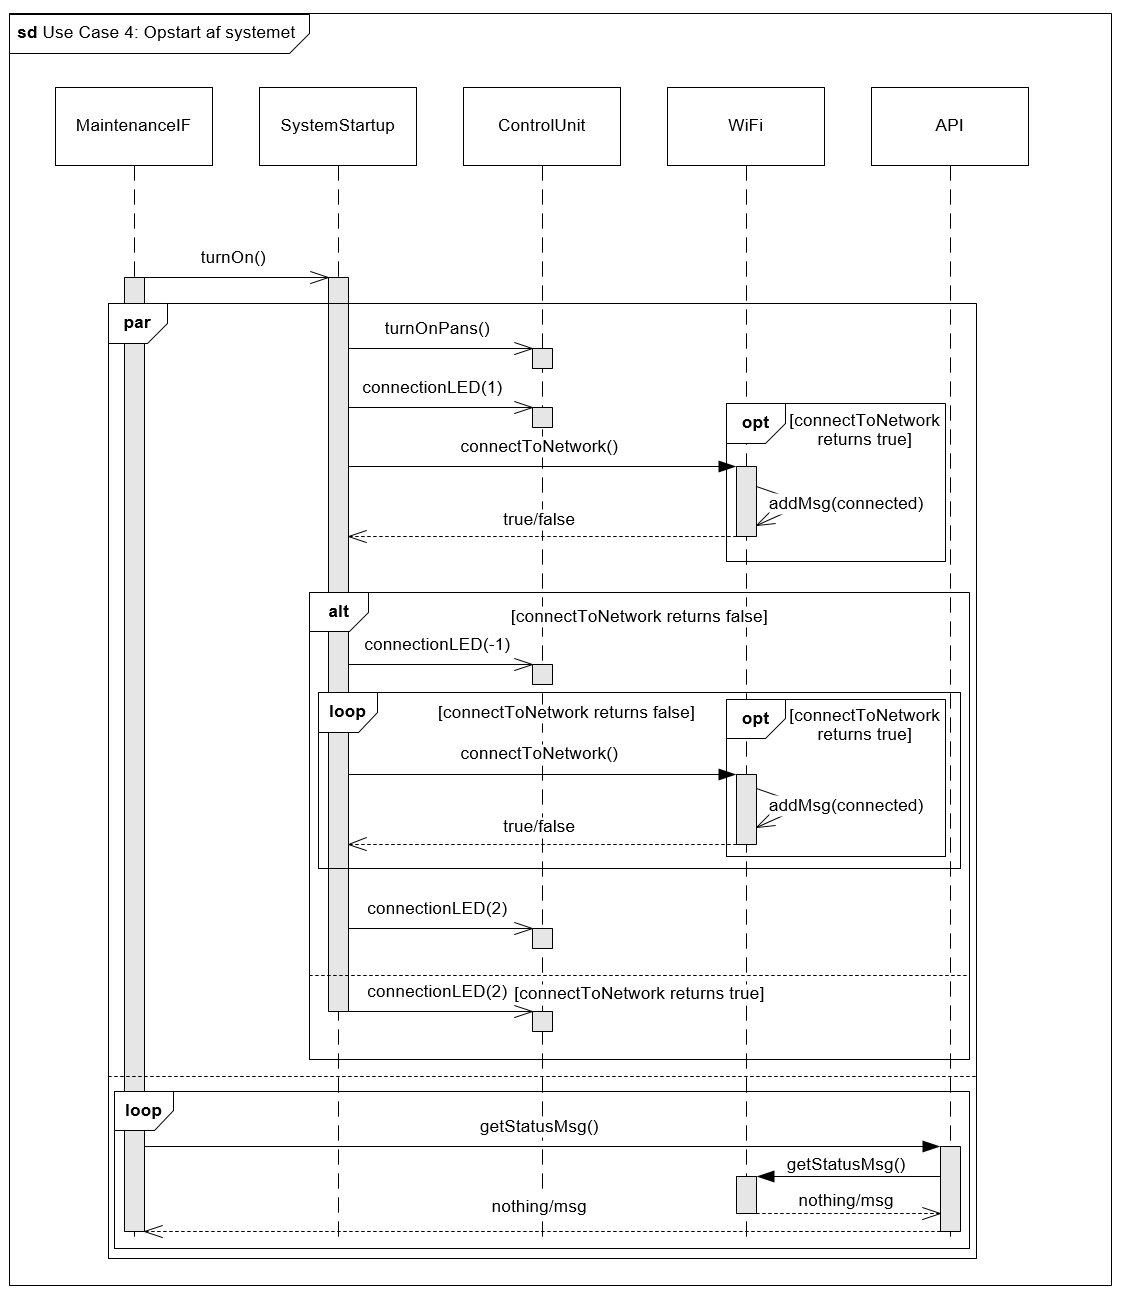 sd Use Case 4: Opstart af systemet
MaintenanceIF
SystemStartup
ControlUnit
WiFi
API
turnOn()
par
turnOnPans()
connectionLED(1)
opt
[connectToNetwork
returns true]
connectToNetwork()
addMsg(connected)
true/false
alt
[connectToNetwork returns false]
connectionLED(-1)
loop
[connectToNetwork returns false]
opt
[connectToNetwork
returns true]
connectToNetwork()
addMsg(connected)
true/false
connectionLED(2)
connectionLED(2)
[connectToNetwork returns true]
loop
getStatusMsg()
getStatusMsg()
nothing/msg
nothing/msg